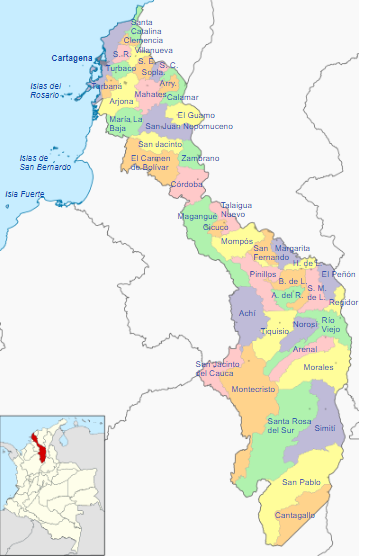 Santa
Catalina
Clemencia
Villanueva
Cartagena
S. R.
S. E.
S. C.
Turbaco
Sopla.
Turbana
Arry.
Mahates
Arjona
Calamar
Islas del
Rosario
El Guamo
María La
Baja
San Juan Nepomuceno
San Jacinto
Islas de
San Bernardo
El Carmen
de Bolívar
Zambrano
Córdoba
Isla Fuerte
Talaigua
Nuevo
Magangué
Cicuco
Mompós
San
Fernando
Margarita
H. de L.
El Peñón
Pinillos
B. de L.
S. M.
de L.
A. del R.
Regidor
Achí
Tiquisio
Norosí
Río
Viejo
Arenal
San Jacinto
del Cauca
Morales
Montecristo
Santa Rosa
del Sur
Simití
San Pablo
Cantagallo